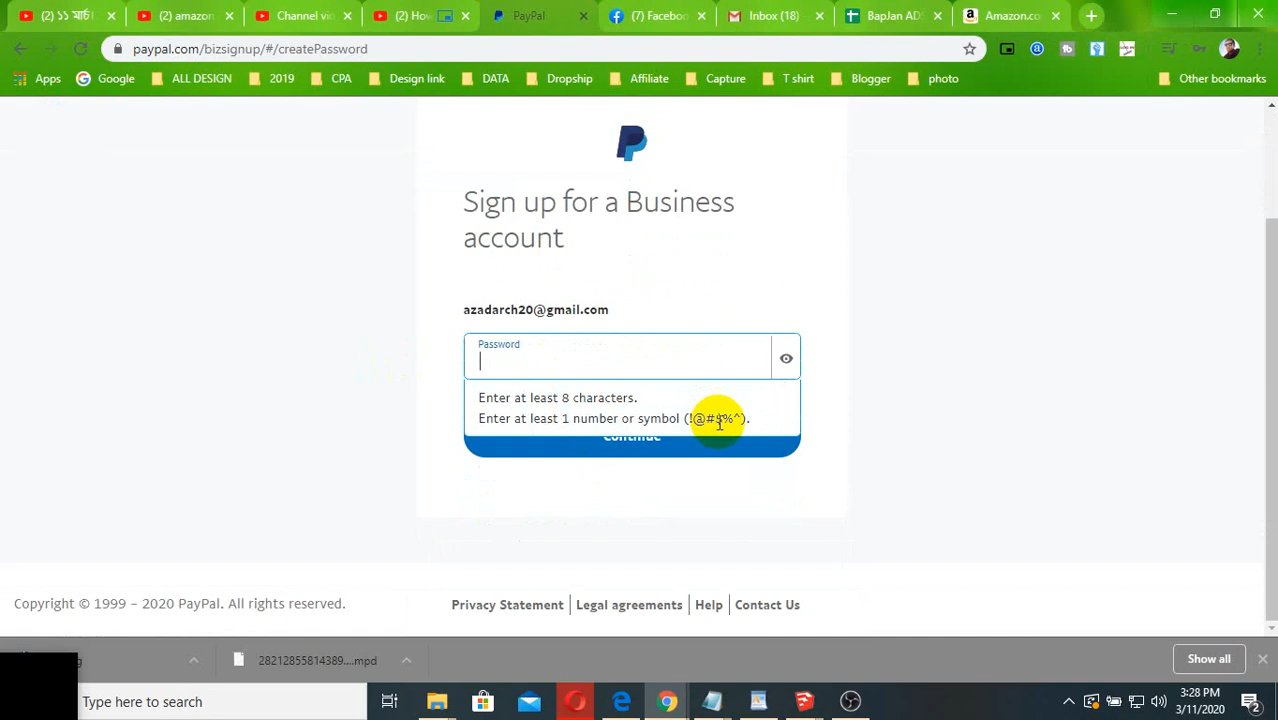 (2) ১১ মার্চ
(2) amazon
Channel vi
(2) How
PayPal
(7) Faceboo
Inbox (18)
BapJan AD
Amazon.co
paypal.com/bizsignup/#/createPassword
Apps
Google
ALL DESIGN
2019
CPA
Design link
DATA
Dropship
Affiliate
Capture
T shirt
Blogger
photo
Other bookmarks
Sign up for a Business
account
azadarch20@gmail.com
Password
Enter at least 8 characters.
Enter at least 1 number or symbol (!@#$%^).
Continue
Copyright © 1999 – 2020 PayPal. All rights reserved.
Privacy Statement
Legal agreements
Help
Contact Us
28212855814389....mpd
Show all
Type here to search
3:28 PM
3/11/2020
2